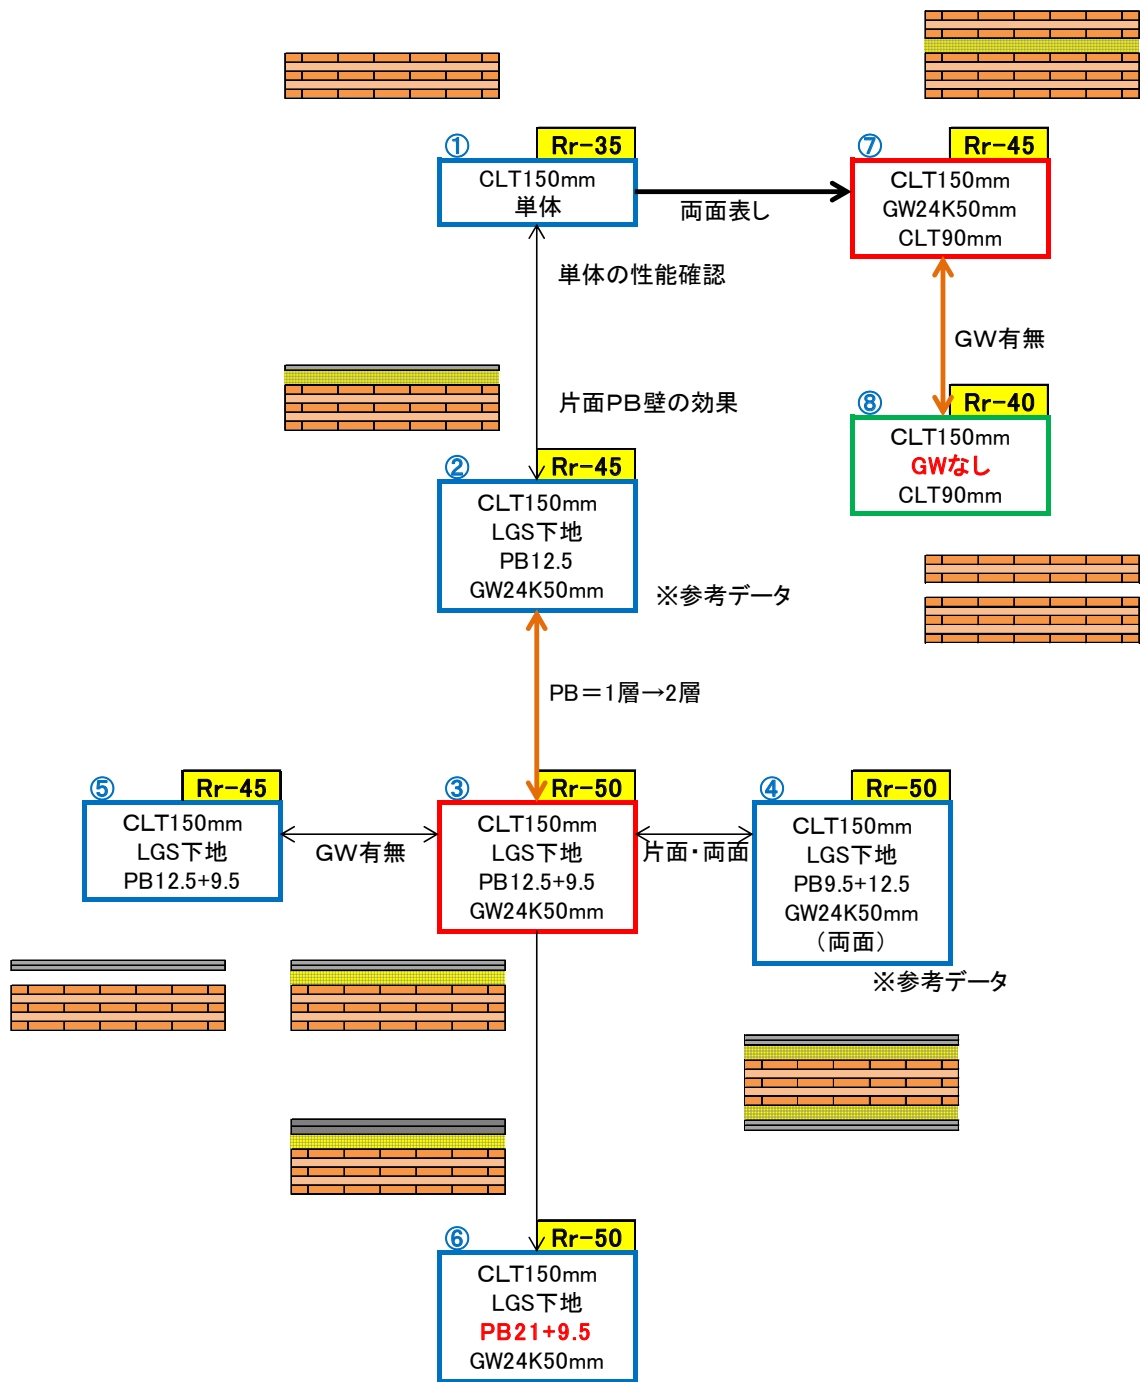 ① Rr-35
CLT150mm
単体
両面表し
⑦ Rr-45
CLT150mm
GW24K50mm
CLT90mm
単体の性能確認
片面PB壁の効果
GW有無
⑧ Rr-40
CLT150mm
GWなし
CLT90mm
② Rr-45
CLT150mm
LGS下地
PB12.5
GW24K50mm
※参考データ
PB＝1層→2層
⑤ Rr-45
CLT150mm
LGS下地
PB12.5+9.5
GW有無
③ Rr-50
CLT150mm
LGS下地
PB12.5+9.5
GW24K50mm
片面・両面
④ Rr-50
CLT150mm
LGS下地
PB9.5+12.5
GW24K50mm
（両面）
※参考データ
⑥ Rr-50
CLT150mm
LGS下地
PB21+9.5
GW24K50mm